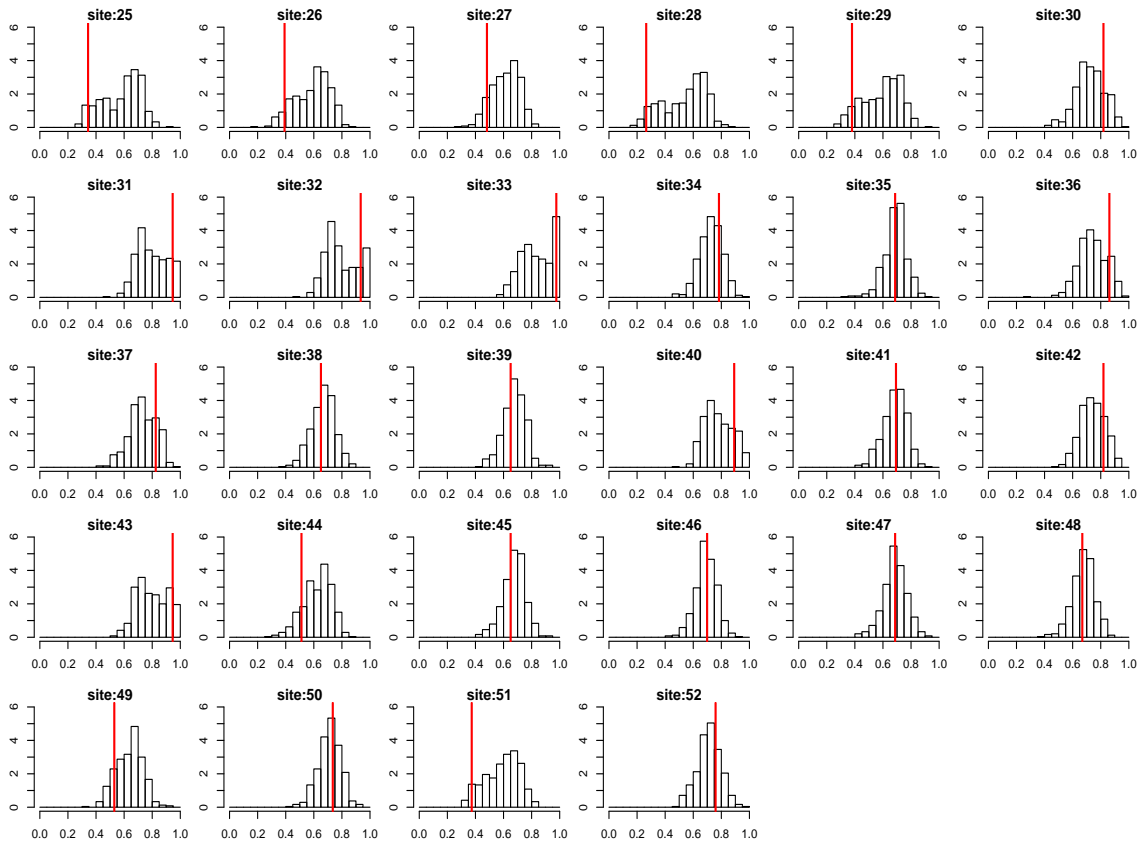 site:25 site:26 site:27 site:28 site:29 site:30
0 2 4 6 0 2 4 6 0 2 4 6 0 2 4 6 0 2 4 6 0 2 4 6
0.0 0.2 0.4 0.6 0.8 1.0 0.0 0.2 0.4 0.6 0.8 1.0 0.0 0.2 0.4 0.6 0.8 1.0 0.0 0.2 0.4 0.6 0.8 1.0 0.0 0.2 0.4 0.6 0.8 1.0 0.0 0.2 0.4 0.6 0.8 1.0
site:31 site:32 site:33 site:34 site:35 site:36
0 2 4 6 0 2 4 6 0 2 4 6 0 2 4 6 0 2 4 6 0 2 4 6
0.0 0.2 0.4 0.6 0.8 1.0 0.0 0.2 0.4 0.6 0.8 1.0 0.0 0.2 0.4 0.6 0.8 1.0 0.0 0.2 0.4 0.6 0.8 1.0 0.0 0.2 0.4 0.6 0.8 1.0 0.0 0.2 0.4 0.6 0.8 1.0
site:37 site:38 site:39 site:40 site:41 site:42
0 2 4 6 0 2 4 6 0 2 4 6 0 2 4 6 0 2 4 6 0 2 4 6
0.0 0.2 0.4 0.6 0.8 1.0 0.0 0.2 0.4 0.6 0.8 1.0 0.0 0.2 0.4 0.6 0.8 1.0 0.0 0.2 0.4 0.6 0.8 1.0 0.0 0.2 0.4 0.6 0.8 1.0 0.0 0.2 0.4 0.6 0.8 1.0
site:43 site:44 site:45 site:46 site:47 site:48
0 2 4 6 0 2 4 6 0 2 4 6 0 2 4 6 0 2 4 6 0 2 4 6
0.0 0.2 0.4 0.6 0.8 1.0 0.0 0.2 0.4 0.6 0.8 1.0 0.0 0.2 0.4 0.6 0.8 1.0 0.0 0.2 0.4 0.6 0.8 1.0 0.0 0.2 0.4 0.6 0.8 1.0 0.0 0.2 0.4 0.6 0.8 1.0
site:49 site:50 site:51 site:52
0 2 4 6 0 2 4 6 0 2 4 6 0 2 4 6
0.0 0.2 0.4 0.6 0.8 1.0 0.0 0.2 0.4 0.6 0.8 1.0 0.0 0.2 0.4 0.6 0.8 1.0 0.0 0.2 0.4 0.6 0.8 1.0